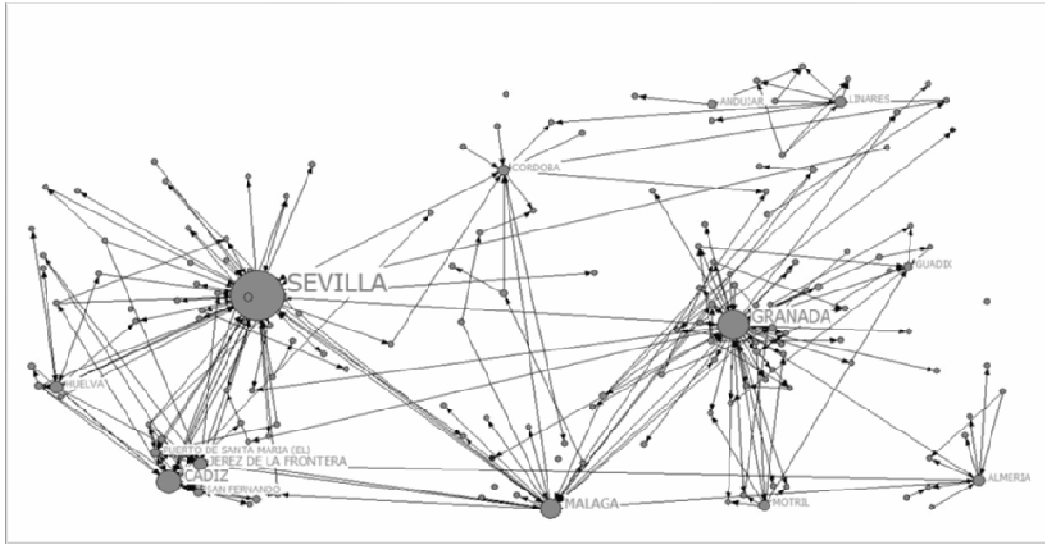 ANDUJAR
LINARES
CORDOBA
GUADIX
SEVILLA
GRANADA
HUELVA
PUERTO DE SANTA MARIA (EL)
JEREZ DE LA FRONTERA
CADIZ
SAN FERNANDO
MALAGA
MOTRIL
ALMERIA